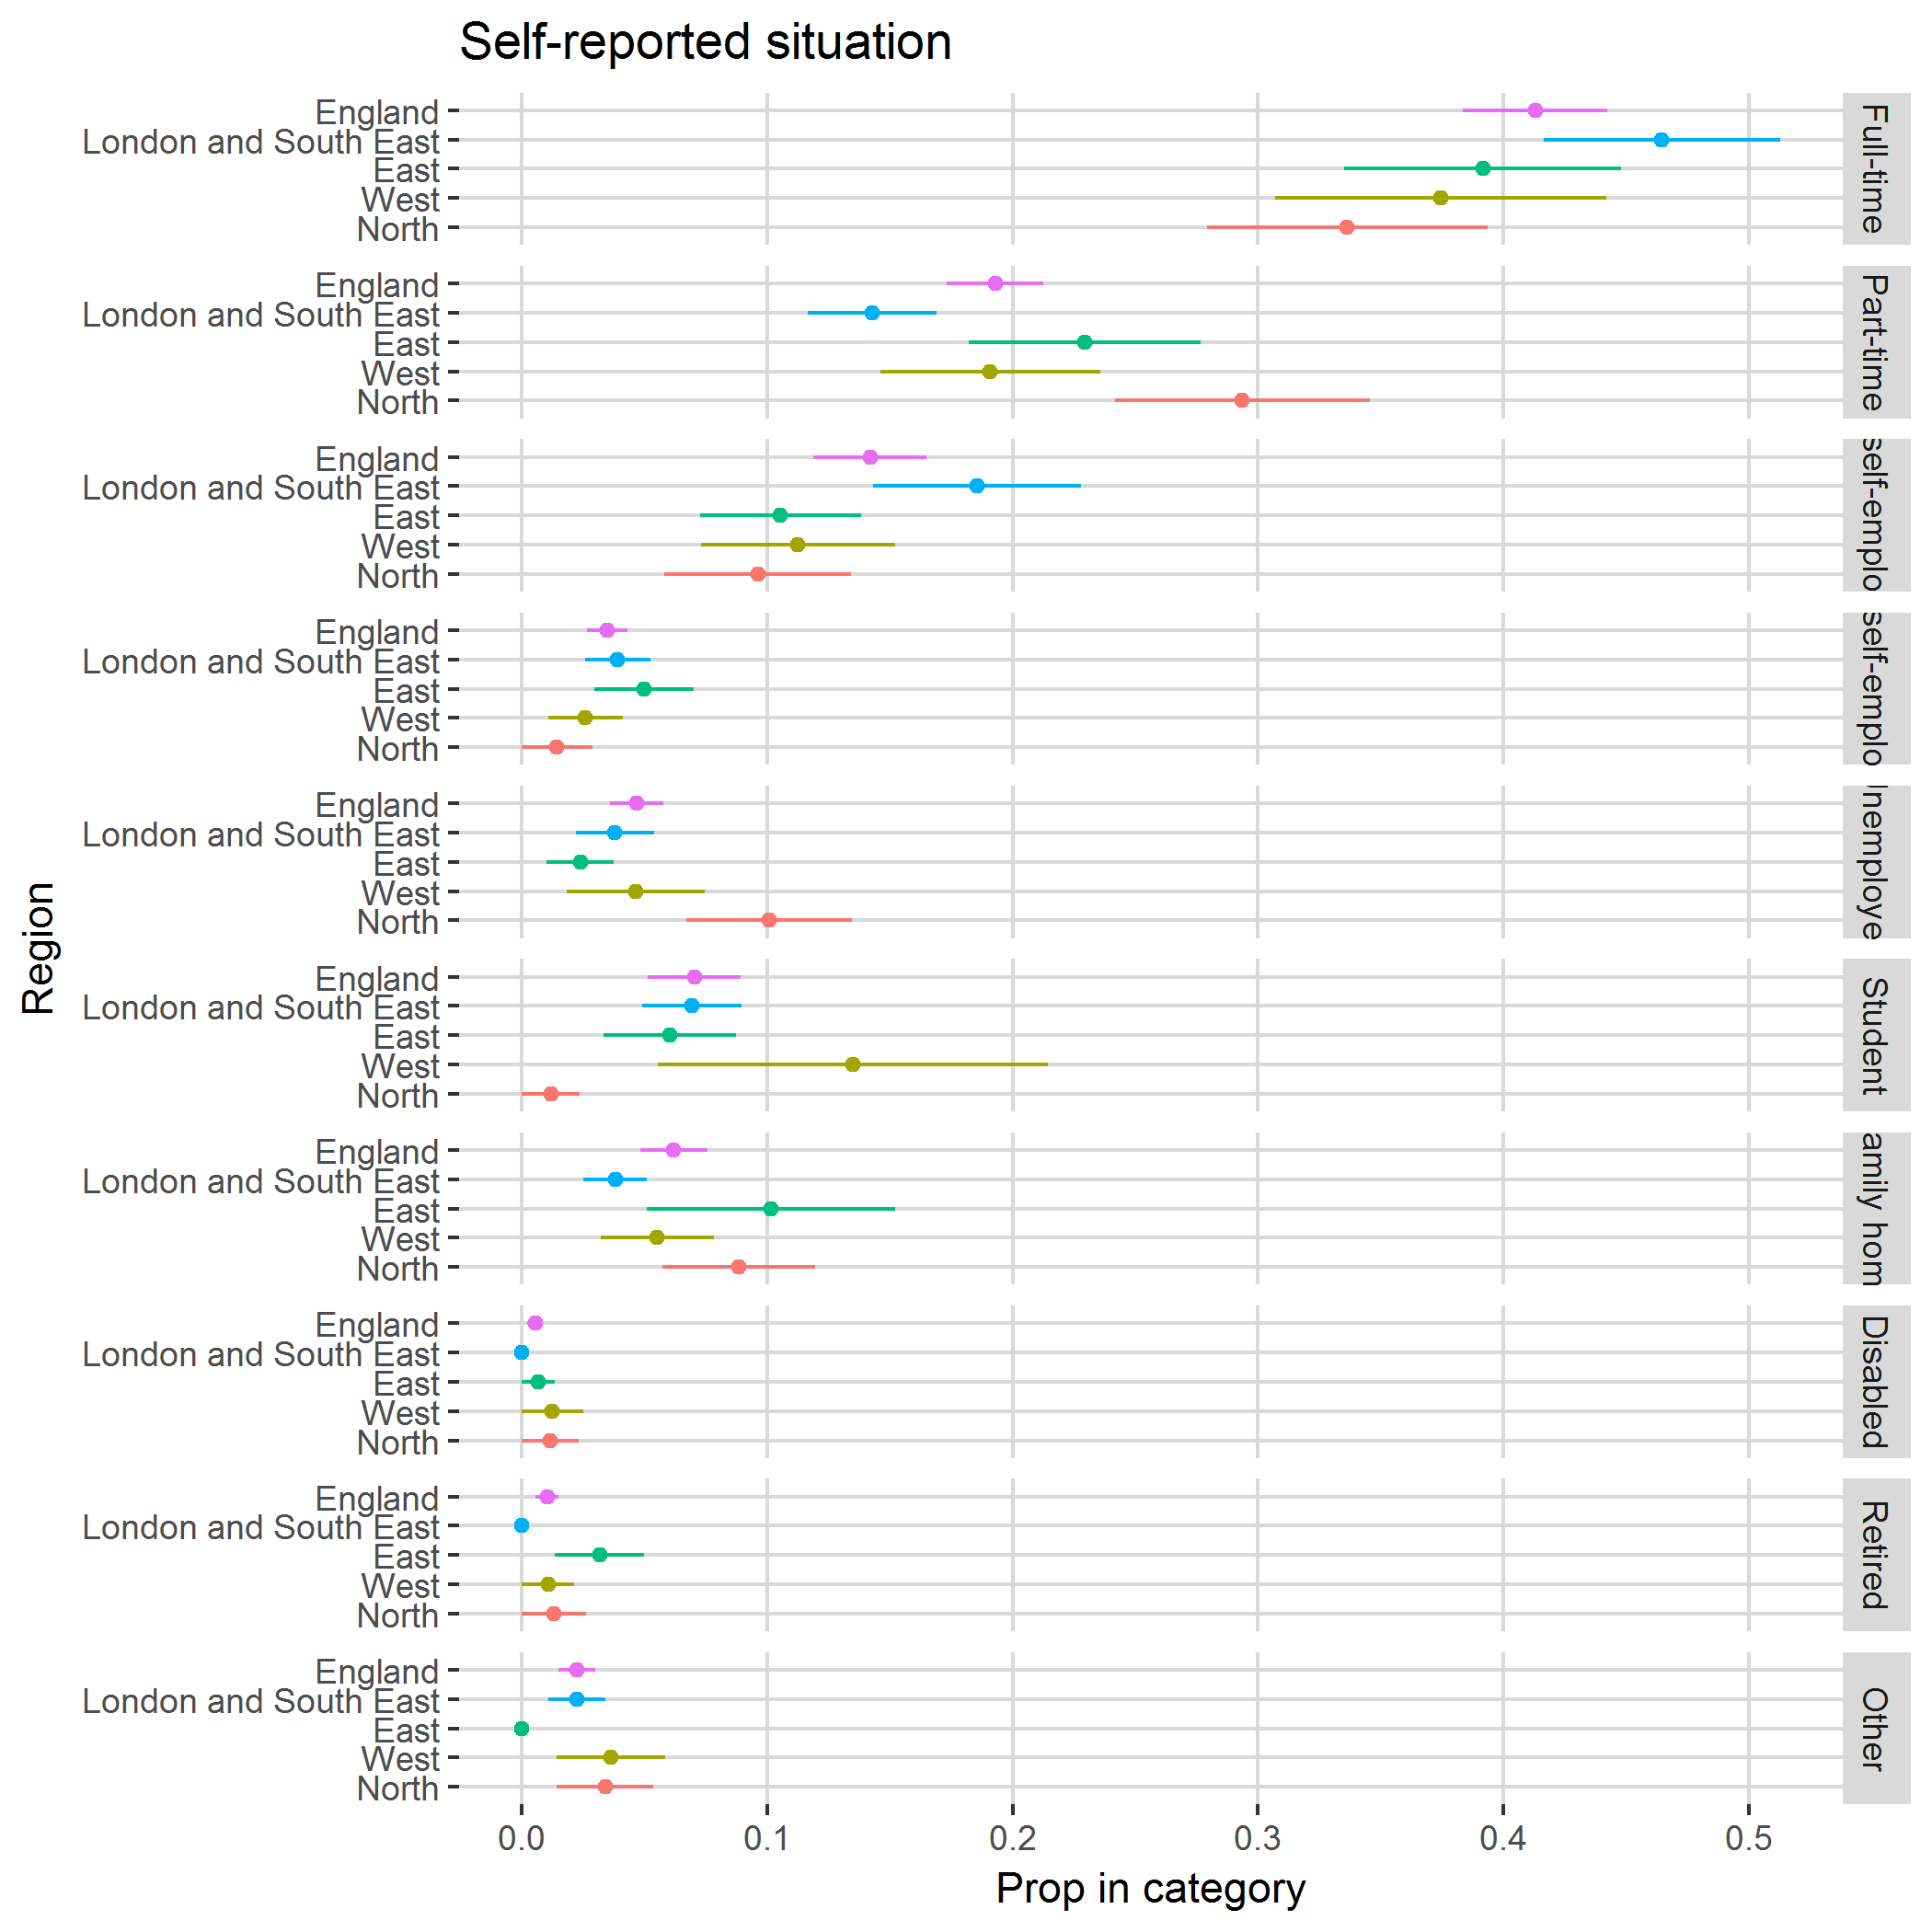 Self-reported situation
England
London and South East
East
West
North
Full-time
England
London and South East
East
West
North
Part-time
England
London and South East
East
West
North
self-emplo
England
London and South East
East
West
North
self-emplo
England
London and South East
East
West
North
nemploye
England
London and South East
East
West
North
Student
England
London and South East
East
West
North
amily hom
England
London and South East
East
West
North
Disabled
England
London and South East
East
West
North
Retired
England
London and South East
East
West
North
Other
Region
0.0 0.1 0.2 0.3 0.4 0.5
Prop in category